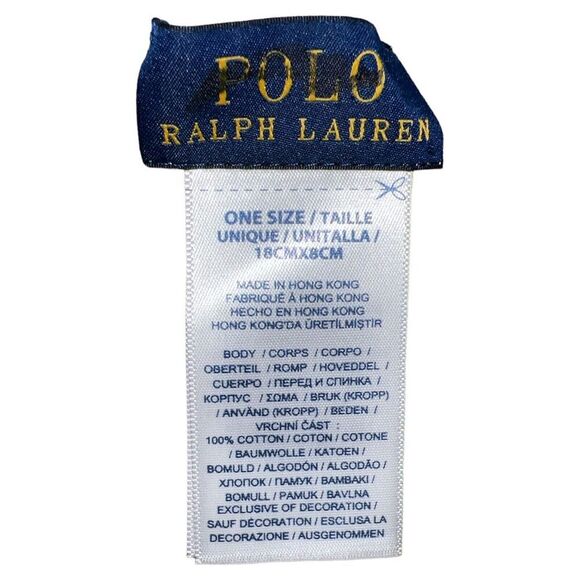 POLO
RALPH LAUREN
ONE SIZE / TAILLE
UNIQUE / UNITALLA /
18CMX8CM
MADE IN HONG KONG
FABRIQUÉ À HONG KONG
HECHO EN HONG KONG
HONG KONG'DA ÜRETİLMIŞTIR
BODY / CORPS / CORPO /
OBERTEIL / ROMP / HOVEDDEL /
CUERPO / ПЕРЕД И СПИНКА /
КОРПУС / ΣΩΜΑ / BRUK (KROPP)
/ ANVÄND (KROPP) / BEDEN /
VRCHNÍ ČÁST :
100% COTTON / COTON / COTONE
/ BAUMWOLLE / KATOEN /
BOMULD / ALGODÓN / ALGODÃO /
ХЛОПОК / ПАМУК / ΒΑΜΒΑΚΙ /
BOMULL / PAMUK / BAVLNA
EXCLUSIVE OF DECORATION /
SAUF DÉCORATION / ESCLUSA LA
DECORAZIONE / AUSGENOMMEN